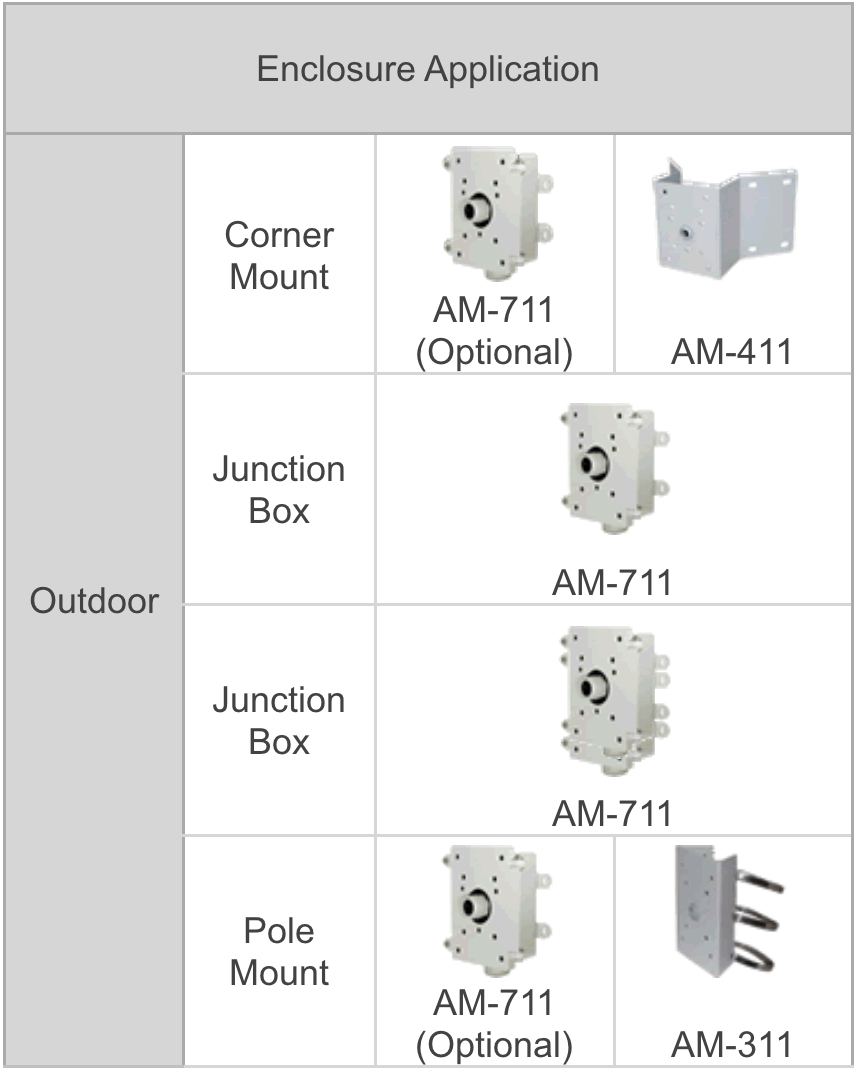 Enclosure Application
Outdoor
Corner
Mount
AM-711
(Optional)
AM-411
Junction
Box
AM-711
Junction
Box
AM-711
Pole
Mount
AM-711
(Optional)
AM-311